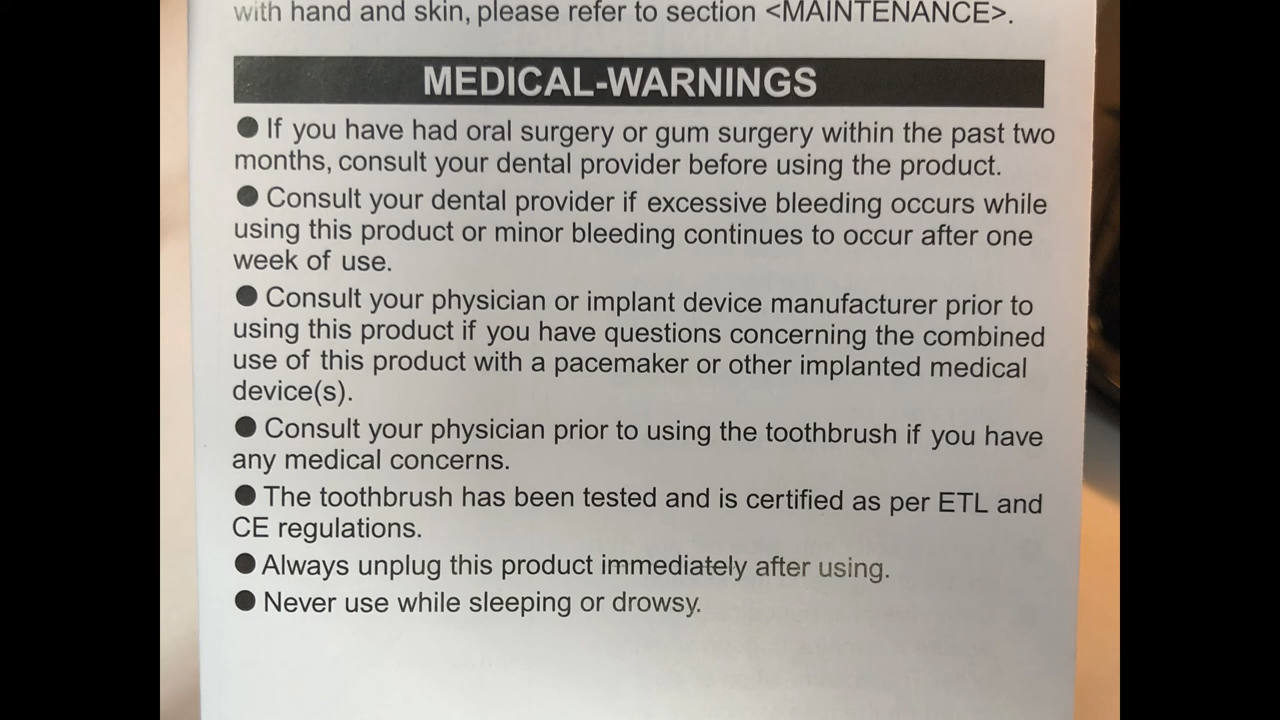 with hand and skin, please refer to section <MAINTENANCE>.
MEDICAL-WARNINGS
● If you have had oral surgery or gum surgery within the past two
months, consult your dental provider before using the product.
● Consult your dental provider if excessive bleeding occurs while
using this product or minor bleeding continues to occur after one
week of use.
● Consult your physician or implant device manufacturer prior to
using this product if you have questions concerning the combined
use of this product with a pacemaker or other implanted medical
device(s).
● Consult your physician prior to using the toothbrush if you have
any medical concerns.
● The toothbrush has been tested and is certified as per ETL and
CE regulations.
● Always unplug this product immediately after using.
● Never use while sleeping or drowsy.